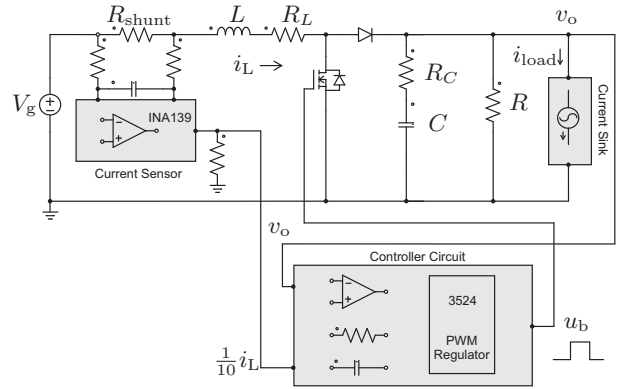 R_shunt
L
R_L
v_o
i_L
i_load
V_g
R_C
C
R
Current Sink
INA139
Current Sensor
v_o
Controller Circuit
3524
PWM
Regulator
u_b
1/10 i_L